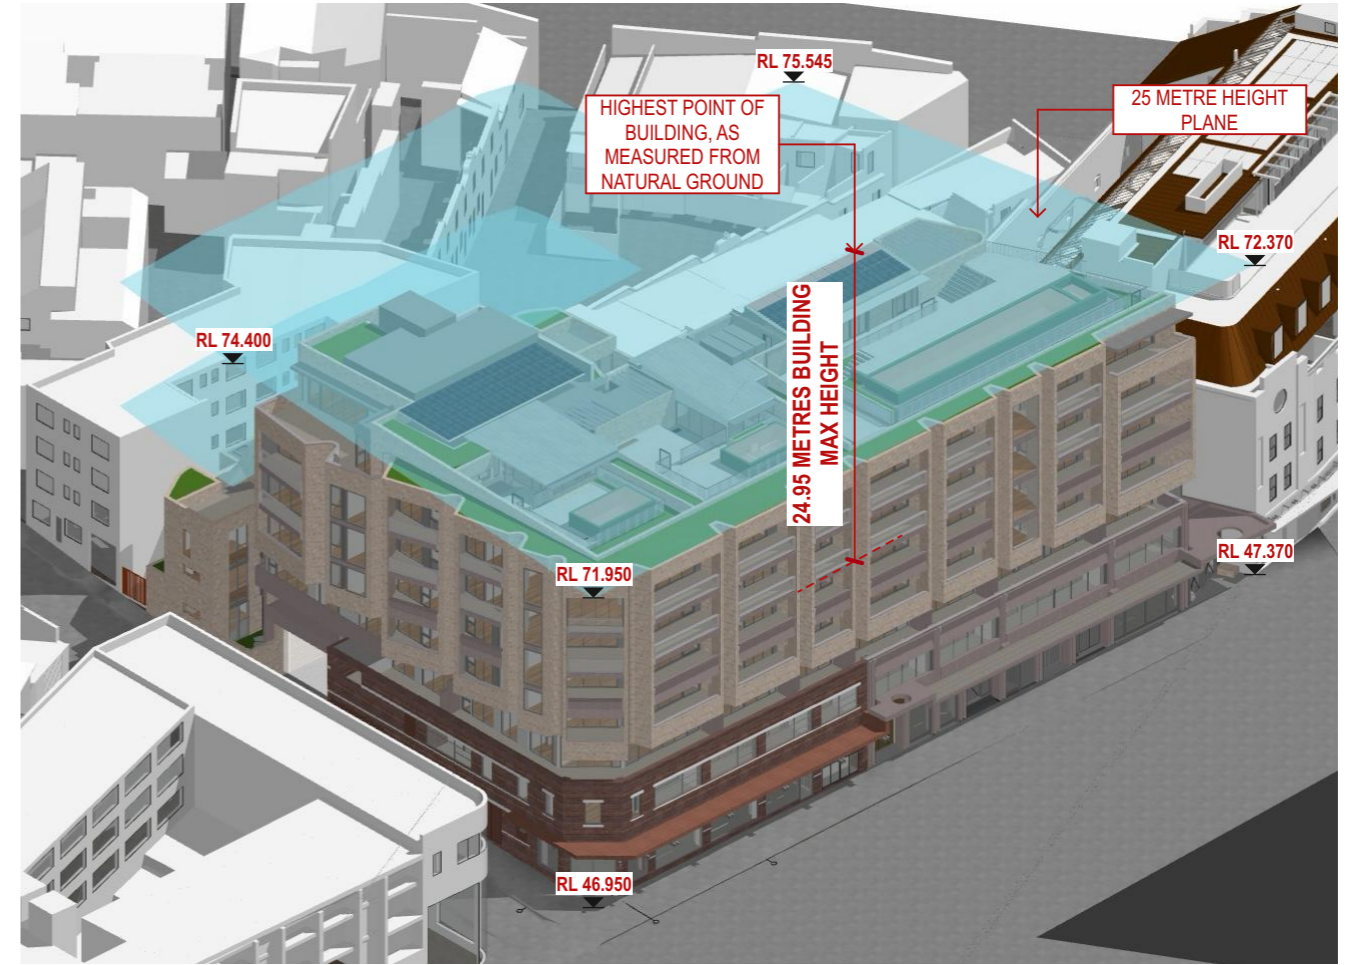 RL 75.545
HIGHEST POINT OF
BUILDING, AS
MEASURED FROM
NATURAL GROUND
25 METRE HEIGHT
PLANE
RL 72.370
RL 74.400
24.95 METRES BUILDING
MAX HEIGHT
RL 71.950
RL 47.370
RL 46.950